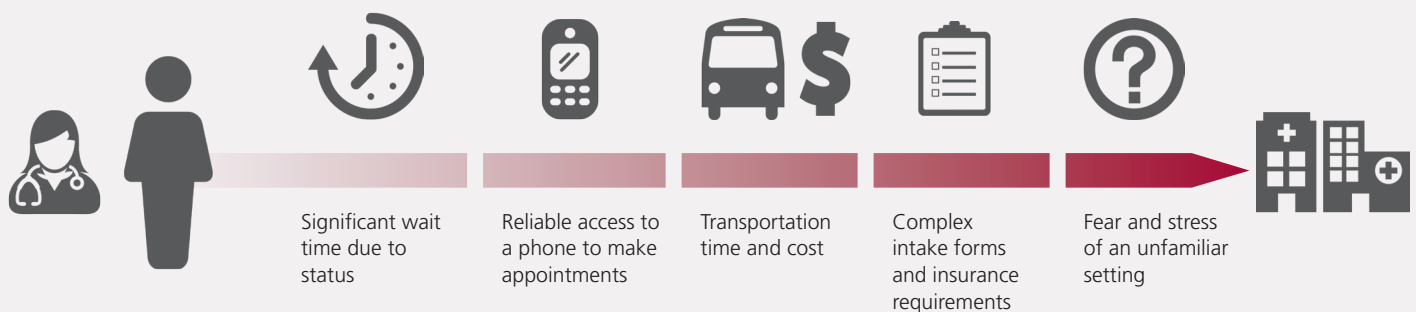 Significant wait
time due to
status
Reliable access to
a phone to make
appointments
Transportation
time and cost
Complex
intake forms
and insurance
requirements
Fear and stress
of an unfamiliar
setting